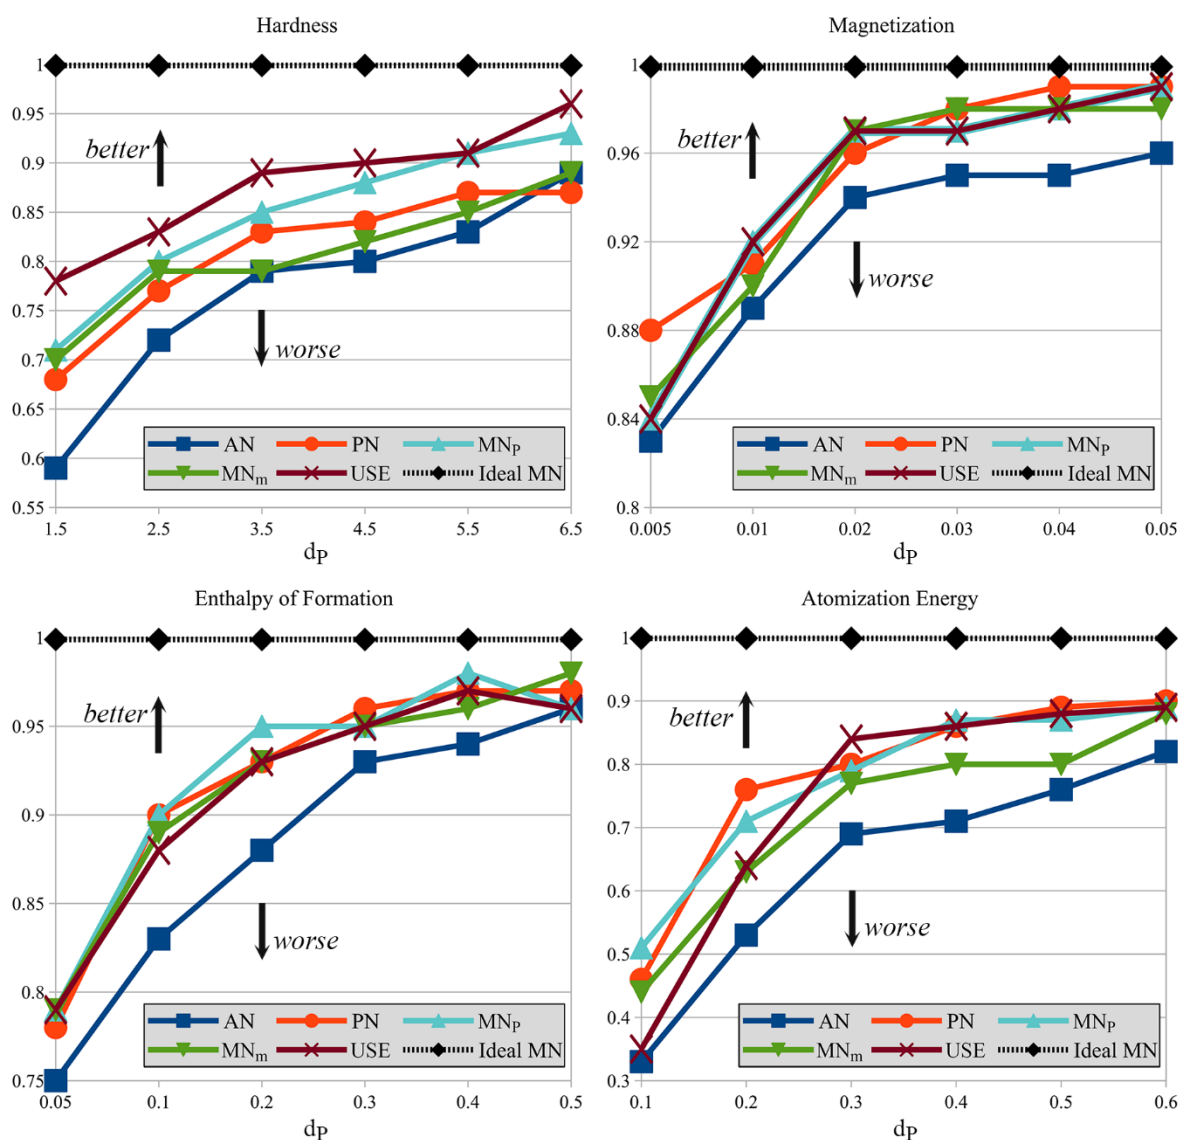 Hardness
1
0.95
0.9
0.85
0.8
0.75
0.7
0.65
0.6
0.55
better
worse
AN PN MNP
MNm USE Ideal MN
1.5 2.5 3.5 4.5 5.5 6.5
dP
Magnetization
1
0.96
0.92
0.88
0.84
0.8
better
worse
AN PN MNP
MNm USE Ideal MN
0.005 0.01 0.02 0.03 0.04 0.05
dP
Enthalpy of Formation
1
0.95
0.9
0.85
0.8
0.75
better
worse
AN PN MNP
MNm USE Ideal MN
0.05 0.1 0.2 0.3 0.4 0.5
dP
Atomization Energy
1
0.9
0.8
0.7
0.6
0.5
0.4
0.3
better
worse
AN PN MNP
MNm USE Ideal MN
0.1 0.2 0.3 0.4 0.5 0.6
dP